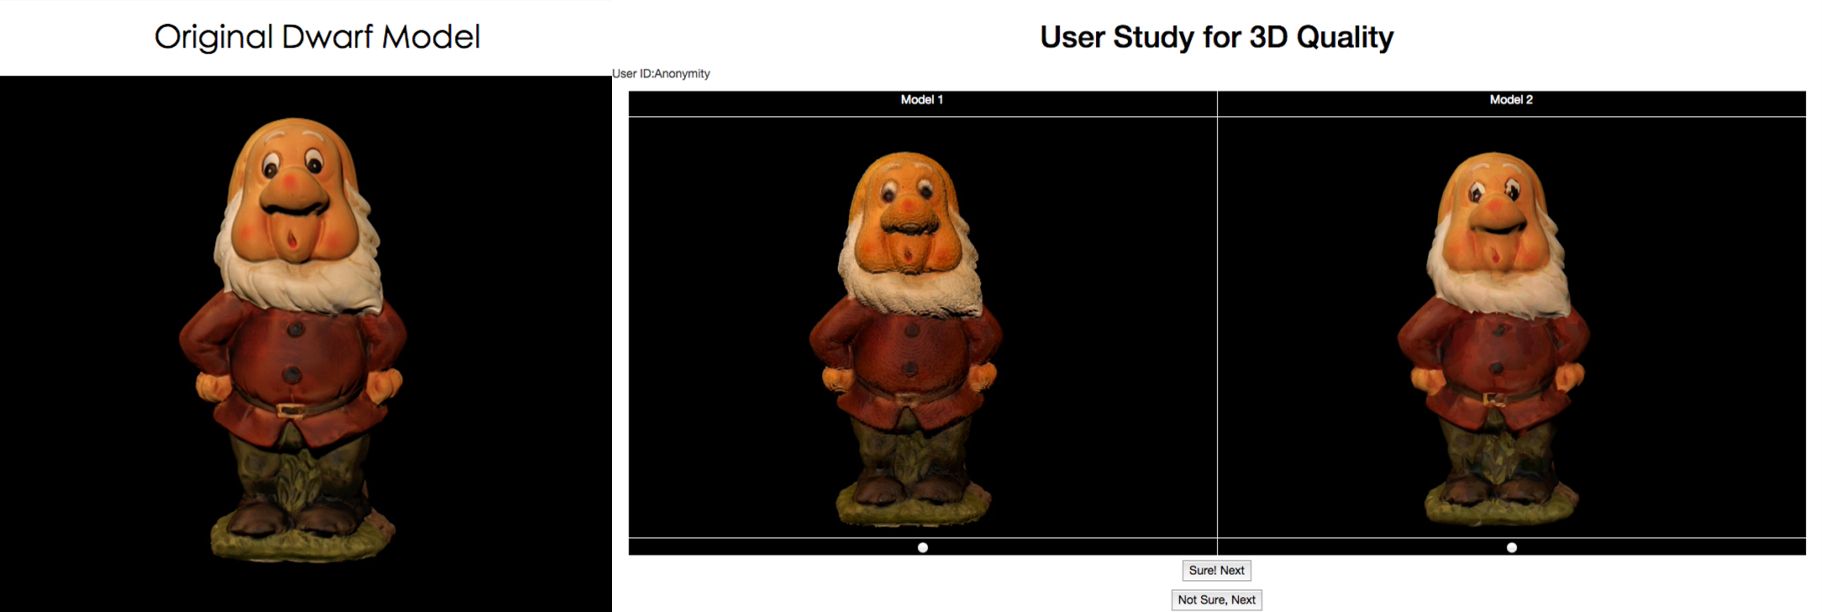 Original Dwarf Model
User Study for 3D Quality
User ID:Anonymity
Model 1
Model 2
Sure! Next
Not Sure, Next